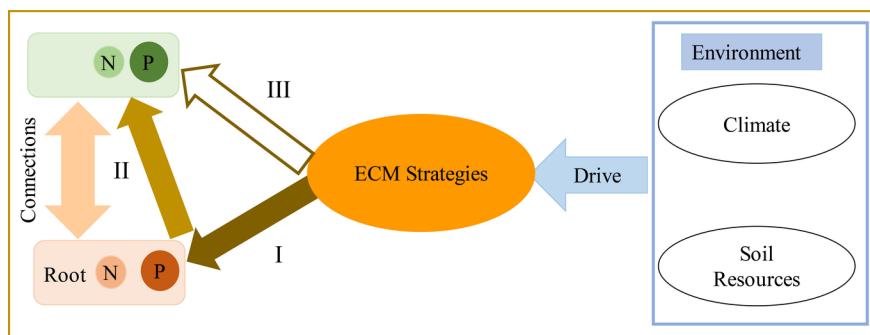 N P
III
Environment
Climate
Connections
II
ECM Strategies
Drive
Root N P
I
Soil
Resources